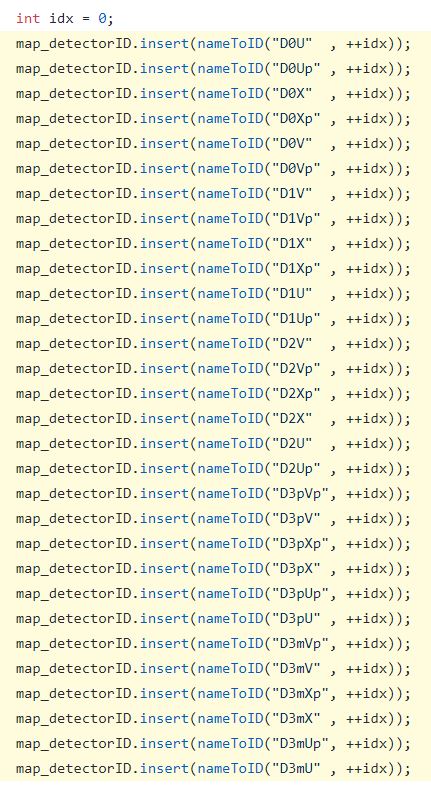 int idx = 0;
map_detectorID.insert(nameToID("D0U"  , ++idx));
map_detectorID.insert(nameToID("D0Up" , ++idx));
map_detectorID.insert(nameToID("D0X"  , ++idx));
map_detectorID.insert(nameToID("D0Xp" , ++idx));
map_detectorID.insert(nameToID("D0V"  , ++idx));
map_detectorID.insert(nameToID("D0Vp" , ++idx));
map_detectorID.insert(nameToID("D1V"  , ++idx));
map_detectorID.insert(nameToID("D1Vp" , ++idx));
map_detectorID.insert(nameToID("D1X"  , ++idx));
map_detectorID.insert(nameToID("D1Xp" , ++idx));
map_detectorID.insert(nameToID("D1U"  , ++idx));
map_detectorID.insert(nameToID("D1Up" , ++idx));
map_detectorID.insert(nameToID("D2V"  , ++idx));
map_detectorID.insert(nameToID("D2Vp" , ++idx));
map_detectorID.insert(nameToID("D2Xp" , ++idx));
map_detectorID.insert(nameToID("D2X"  , ++idx));
map_detectorID.insert(nameToID("D2U"  , ++idx));
map_detectorID.insert(nameToID("D2Up" , ++idx));
map_detectorID.insert(nameToID("D3pVp", ++idx));
map_detectorID.insert(nameToID("D3pV" , ++idx));
map_detectorID.insert(nameToID("D3pXp", ++idx));
map_detectorID.insert(nameToID("D3pX" , ++idx));
map_detectorID.insert(nameToID("D3pUp", ++idx));
map_detectorID.insert(nameToID("D3pU" , ++idx));
map_detectorID.insert(nameToID("D3mVp", ++idx));
map_detectorID.insert(nameToID("D3mV" , ++idx));
map_detectorID.insert(nameToID("D3mXp", ++idx));
map_detectorID.insert(nameToID("D3mX" , ++idx));
map_detectorID.insert(nameToID("D3mUp", ++idx));
map_detectorID.insert(nameToID("D3mU" , ++idx));